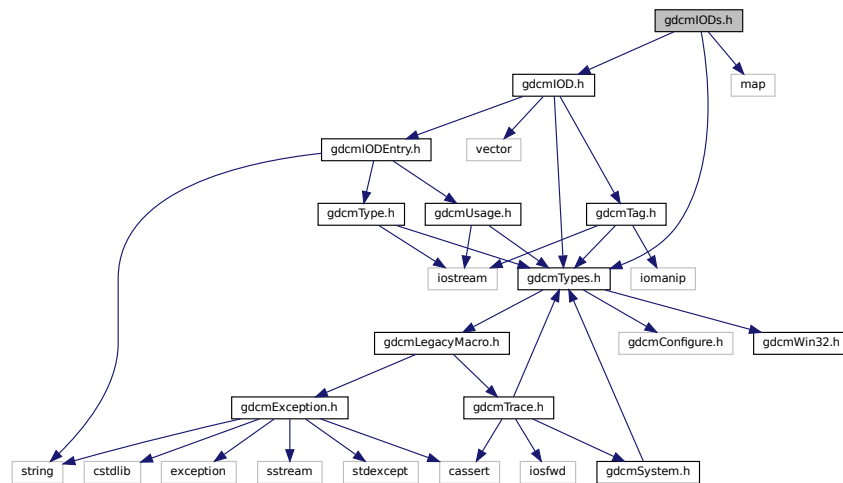 gdcmIODs.h
gdcmIOD.h
map
gdcmIODEntry.h
vector
gdcmType.h
gdcmUsage.h
gdcmTag.h
iostream
gdcmTypes.h
iomanip
gdcmLegacyMacro.h
gdcmConfigure.h
gdcmWin32.h
gdcmException.h
gdcmTrace.h
string
cstdlib
exception
sstream
stdexcept
cassert
iosfwd
gdcmSystem.h